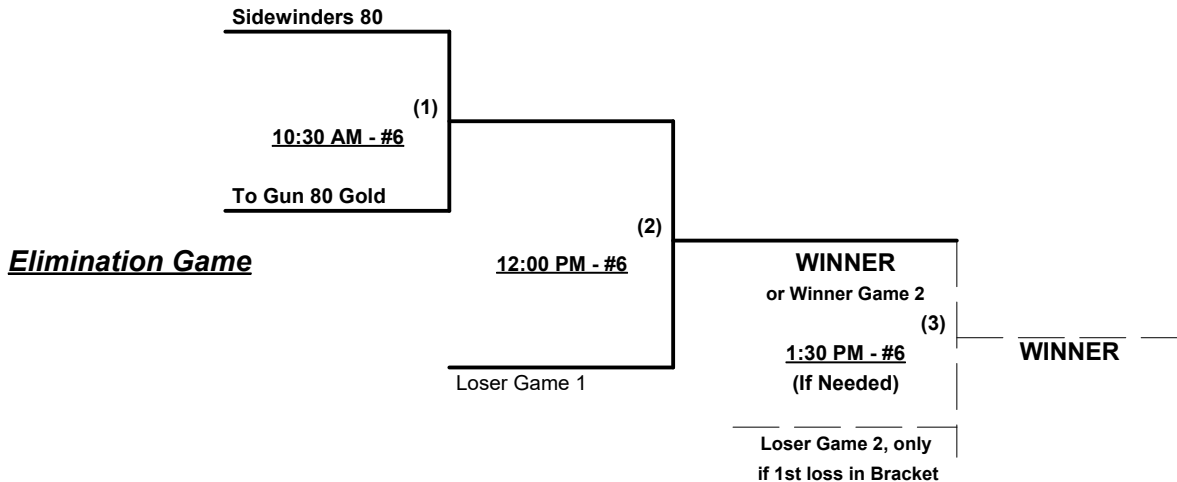 Sidewinders 80
(1)
10:30 AM - #6
To Gun 80 Gold
(2)
Elimination Game
12:00 PM - #6
WINNER
or Winner Game 2
(3)
1:30 PM - #6
WINNER
(If Needed)
Loser Game 1
Loser Game 2, only
if 1st loss in Bracket